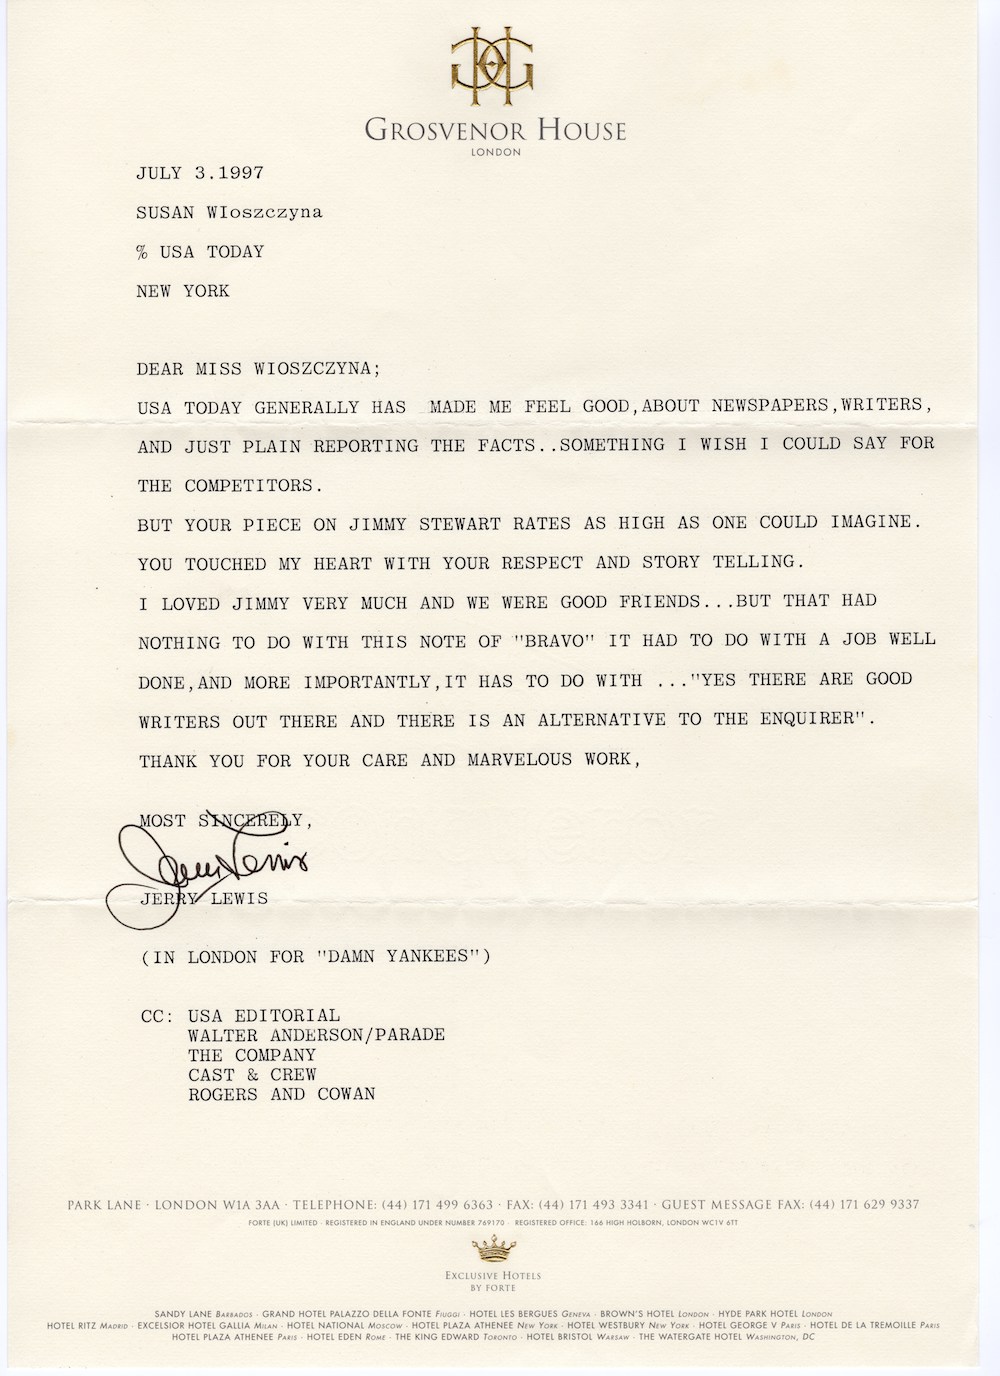 GROSVENOR HOUSE
LONDON
JULY 3.1997
SUSAN WIoszczyna
% USA TODAY
NEW YORK
DEAR MISS WIOSZCZYNA;
USA TODAY GENERALLY HAS MADE ME FEEL GOOD,ABOUT NEWSPAPERS,WRITERS,
AND JUST PLAIN REPORTING THE FACTS..SOMETHING I WISH I COULD SAY FOR
THE COMPETITORS.
BUT YOUR PIECE ON JIMMY STEWART RATES AS HIGH AS ONE COULD IMAGINE.
YOU TOUCHED MY HEART WITH YOUR RESPECT AND STORY TELLING.
I LOVED JIMMY VERY MUCH AND WE WERE GOOD FRIENDS...BUT THAT HAD
NOTHING TO DO WITH THIS NOTE OF "BRAVO" IT HAD TO DO WITH A JOB WELL
DONE,AND MORE IMPORTANTLY,IT HAS TO DO WITH ..."YES THERE ARE GOOD
WRITERS OUT THERE AND THERE IS AN ALTERNATIVE TO THE ENQUIRER".
THANK YOU FOR YOUR CARE AND MARVELOUS WORK,
MOST SINCERELY,
Jerry Lewis
JERRY LEWIS
(IN LONDON FOR "DAMN YANKEES")
CC: USA EDITORIAL
WALTER ANDERSON/PARADE
THE COMPANY
CAST & CREW
ROGERS AND COWAN
PARK LANE · LONDON W1A 3AA · TELEPHONE: (44) 171 499 6363 · FAX: (44) 171 493 3341 · GUEST MESSAGE FAX: (44) 171 629 9337
FORTE (UK) LIMITED · REGISTERED IN ENGLAND UNDER NUMBER 769170 · REGISTERED OFFICE: 166 HIGH HOLBORN, LONDON WC1V 6TT
EXCLUSIVE HOTELS
BY FORTE
SANDY LANE BARBADOS · GRAND HOTEL PALAZZO DELLA FONTE FIUGGI · HOTEL LES BERGUES GENEVA · BROWN'S HOTEL LONDON · HYDE PARK HOTEL LONDON
HOTEL RITZ MADRID · EXCELSIOR HOTEL GALLIA MILAN · HOTEL NATIONAL MOSCOW · HOTEL PLAZA ATHENEE NEW YORK · HOTEL WESTBURY NEW YORK · HOTEL GEORGE V PARIS · HOTEL DE LA TREMOILLE PARIS
HOTEL PLAZA ATHENEE PARIS · HOTEL EDEN ROME · THE KING EDWARD TORONTO · HOTEL BRISTOL WARSAW · THE WATERGATE HOTEL WASHINGTON, DC